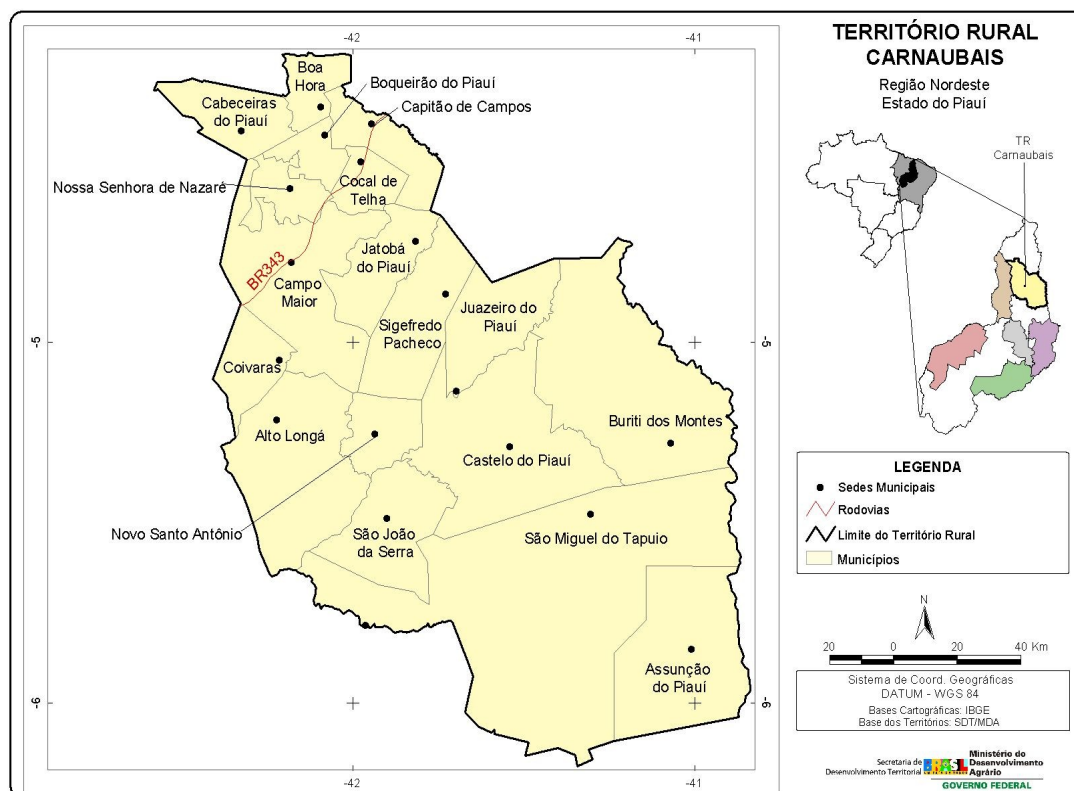 TERRITÓRIO RURAL
CARNAUBAIS
Região Nordeste
Estado do Piauí
TR
Carnaubais
-42
-41
Boa
Hora
Boqueirão do Piauí
Cabeceiras
do Piauí
Capitão de Campos
Nossa Senhora de Nazaré
Cocal de
Telha
Jatobá
do Piauí
BR343
Campo
Maior
Juazeiro do
Piauí
Sigefredo
Pacheco
-5
-5
Coivaras
Alto Longá
Buriti dos Montes
Castelo do Piauí
Novo Santo Antônio
São João
da Serra
São Miguel do Tapuio
Assunção
do Piauí
-6
-6
-42
-41
LEGENDA
Sedes Municipais
Rodovias
Limite do Território Rural
Municípios
N
20 0 20 40 Km
Sistema de Coord. Geográficas
DATUM - WGS 84
Bases Cartográficas: IBGE
Base dos Territórios: SDT/MDA
Secretaria de
Desenvolvimento Territorial
BRASIL
Ministério do
Desenvolvimento
Agrário
GOVERNO FEDERAL